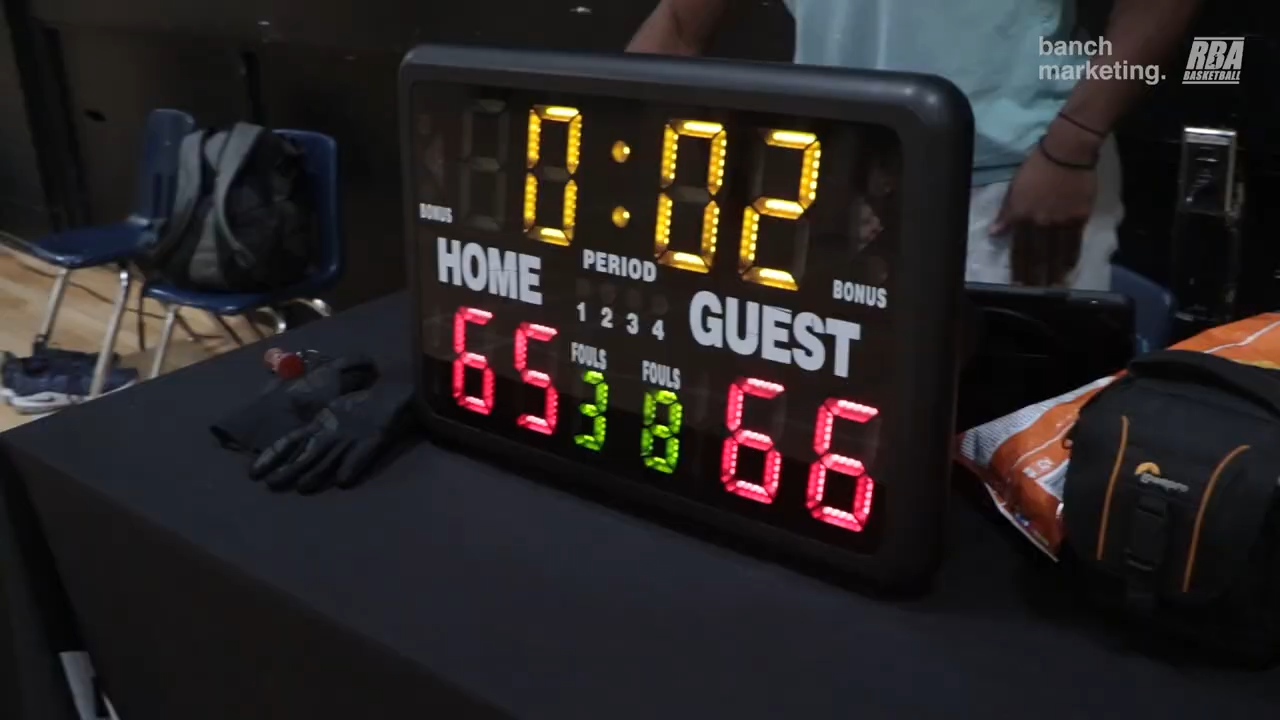 banch
marketing.
RBA
BASKETBALL
0:02
BONUS
HOME
PERIOD
BONUS
1 2 3 4
GUEST
FOULS
FOULS
65
3
8
66